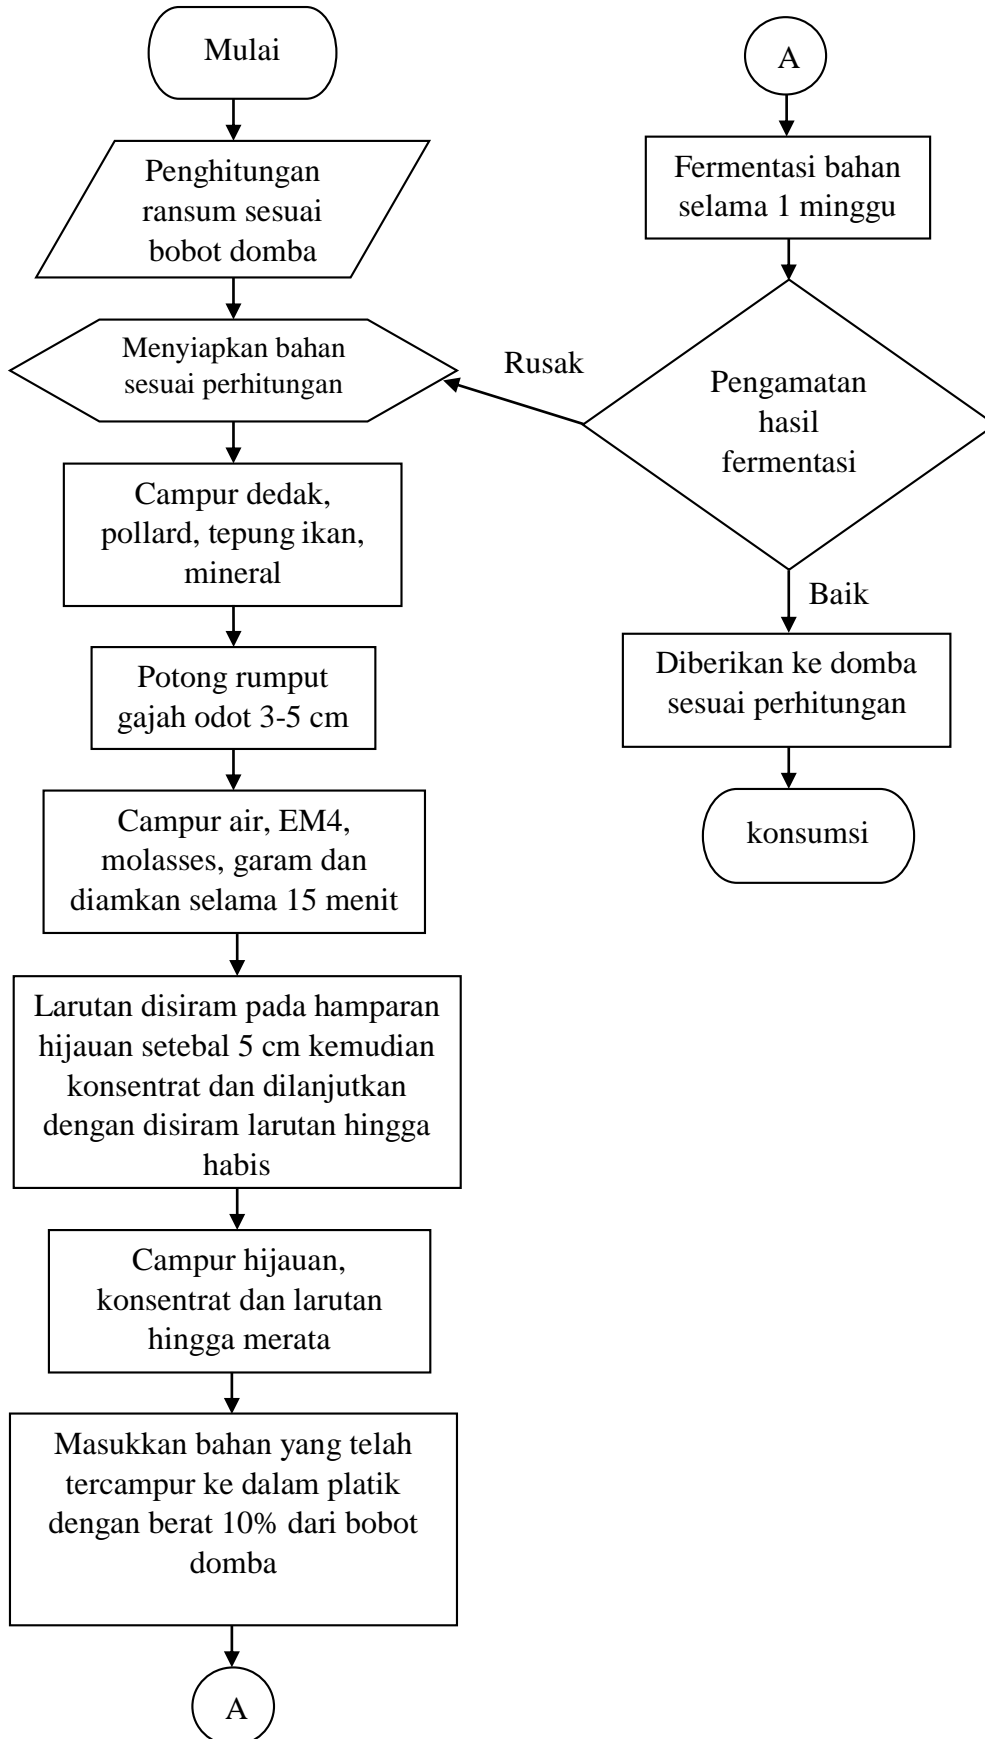 Mulai
Penghitungan
ransum sesuai
bobot domba
Menyiapkan bahan
sesuai perhitungan
Campur dedak,
pollard, tepung ikan,
mineral
Potong rumput
gajah odot 3-5 cm
Campur air, EM4,
molasses, garam dan
diamkan selama 15 menit
Larutan disiram pada hamparan
hijauan setebal 5 cm kemudian
konsentrat dan dilanjutkan
dengan disiram larutan hingga
habis
Campur hijauan,
konsentrat dan larutan
hingga merata
Masukkan bahan yang telah
tercampur ke dalam platik
dengan berat 10% dari bobot
domba
A
A
Fermentasi bahan
selama 1 minggu
Pengamatan
hasil
fermentasi
Rusak
Baik
Diberikan ke domba
sesuai perhitungan
konsumsi